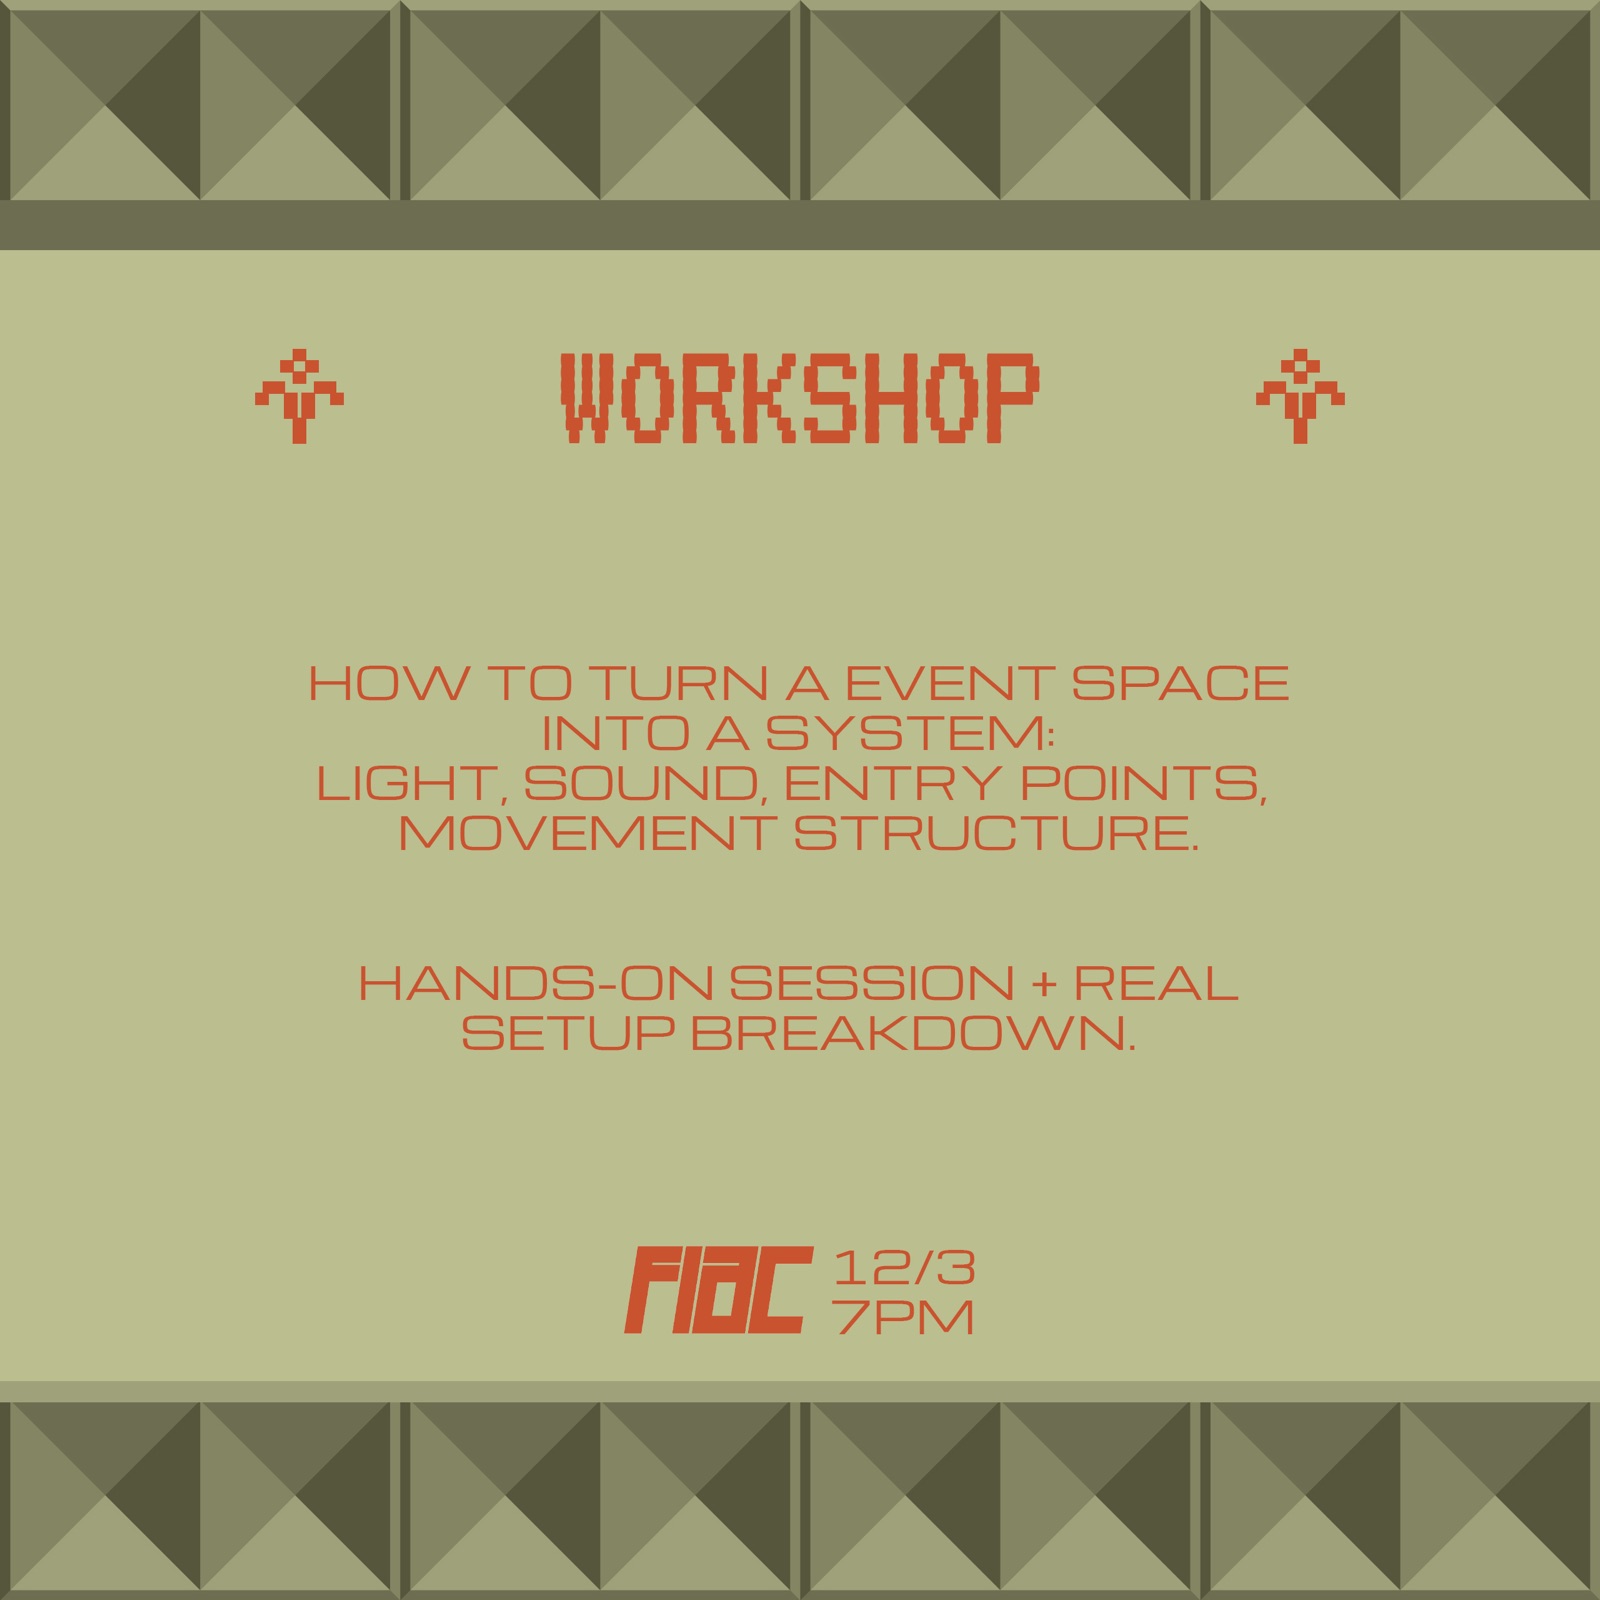 WORKSHOP
HOW TO TURN A EVENT SPACE
INTO A SYSTEM:
LIGHT, SOUND, ENTRY POINTS,
MOVEMENT STRUCTURE.
HANDS-ON SESSION + REAL
SETUP BREAKDOWN.
FIAC 12/3
7PM